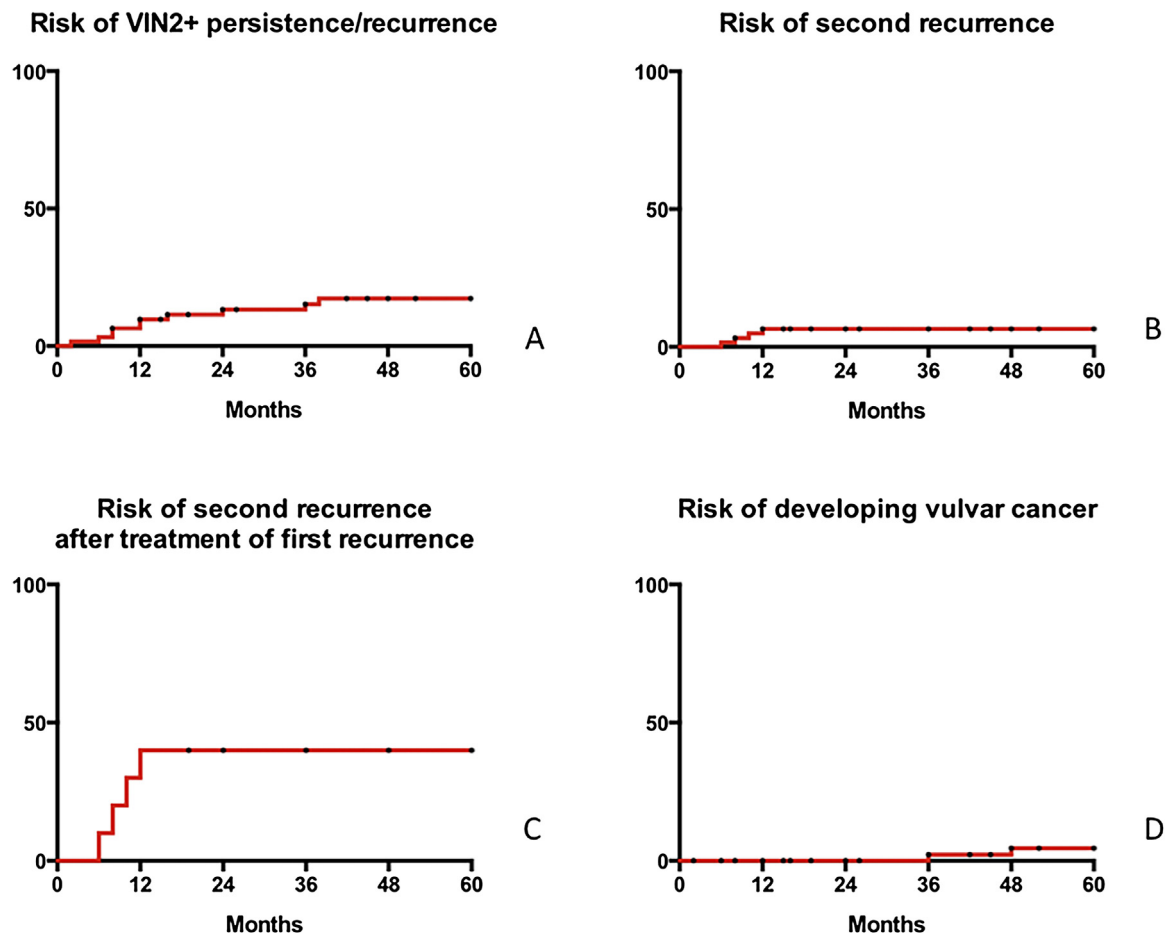 Risk of VIN2+ persistence/recurrence
100
50
0
0 12 24 36 48 60
Months
A
Risk of second recurrence
100
50
0
0 12 24 36 48 60
Months
B
Risk of second recurrence
after treatment of first recurrence
100
50
0
0 12 24 36 48 60
Months
C
Risk of developing vulvar cancer
100
50
0
0 12 24 36 48 60
Months
D